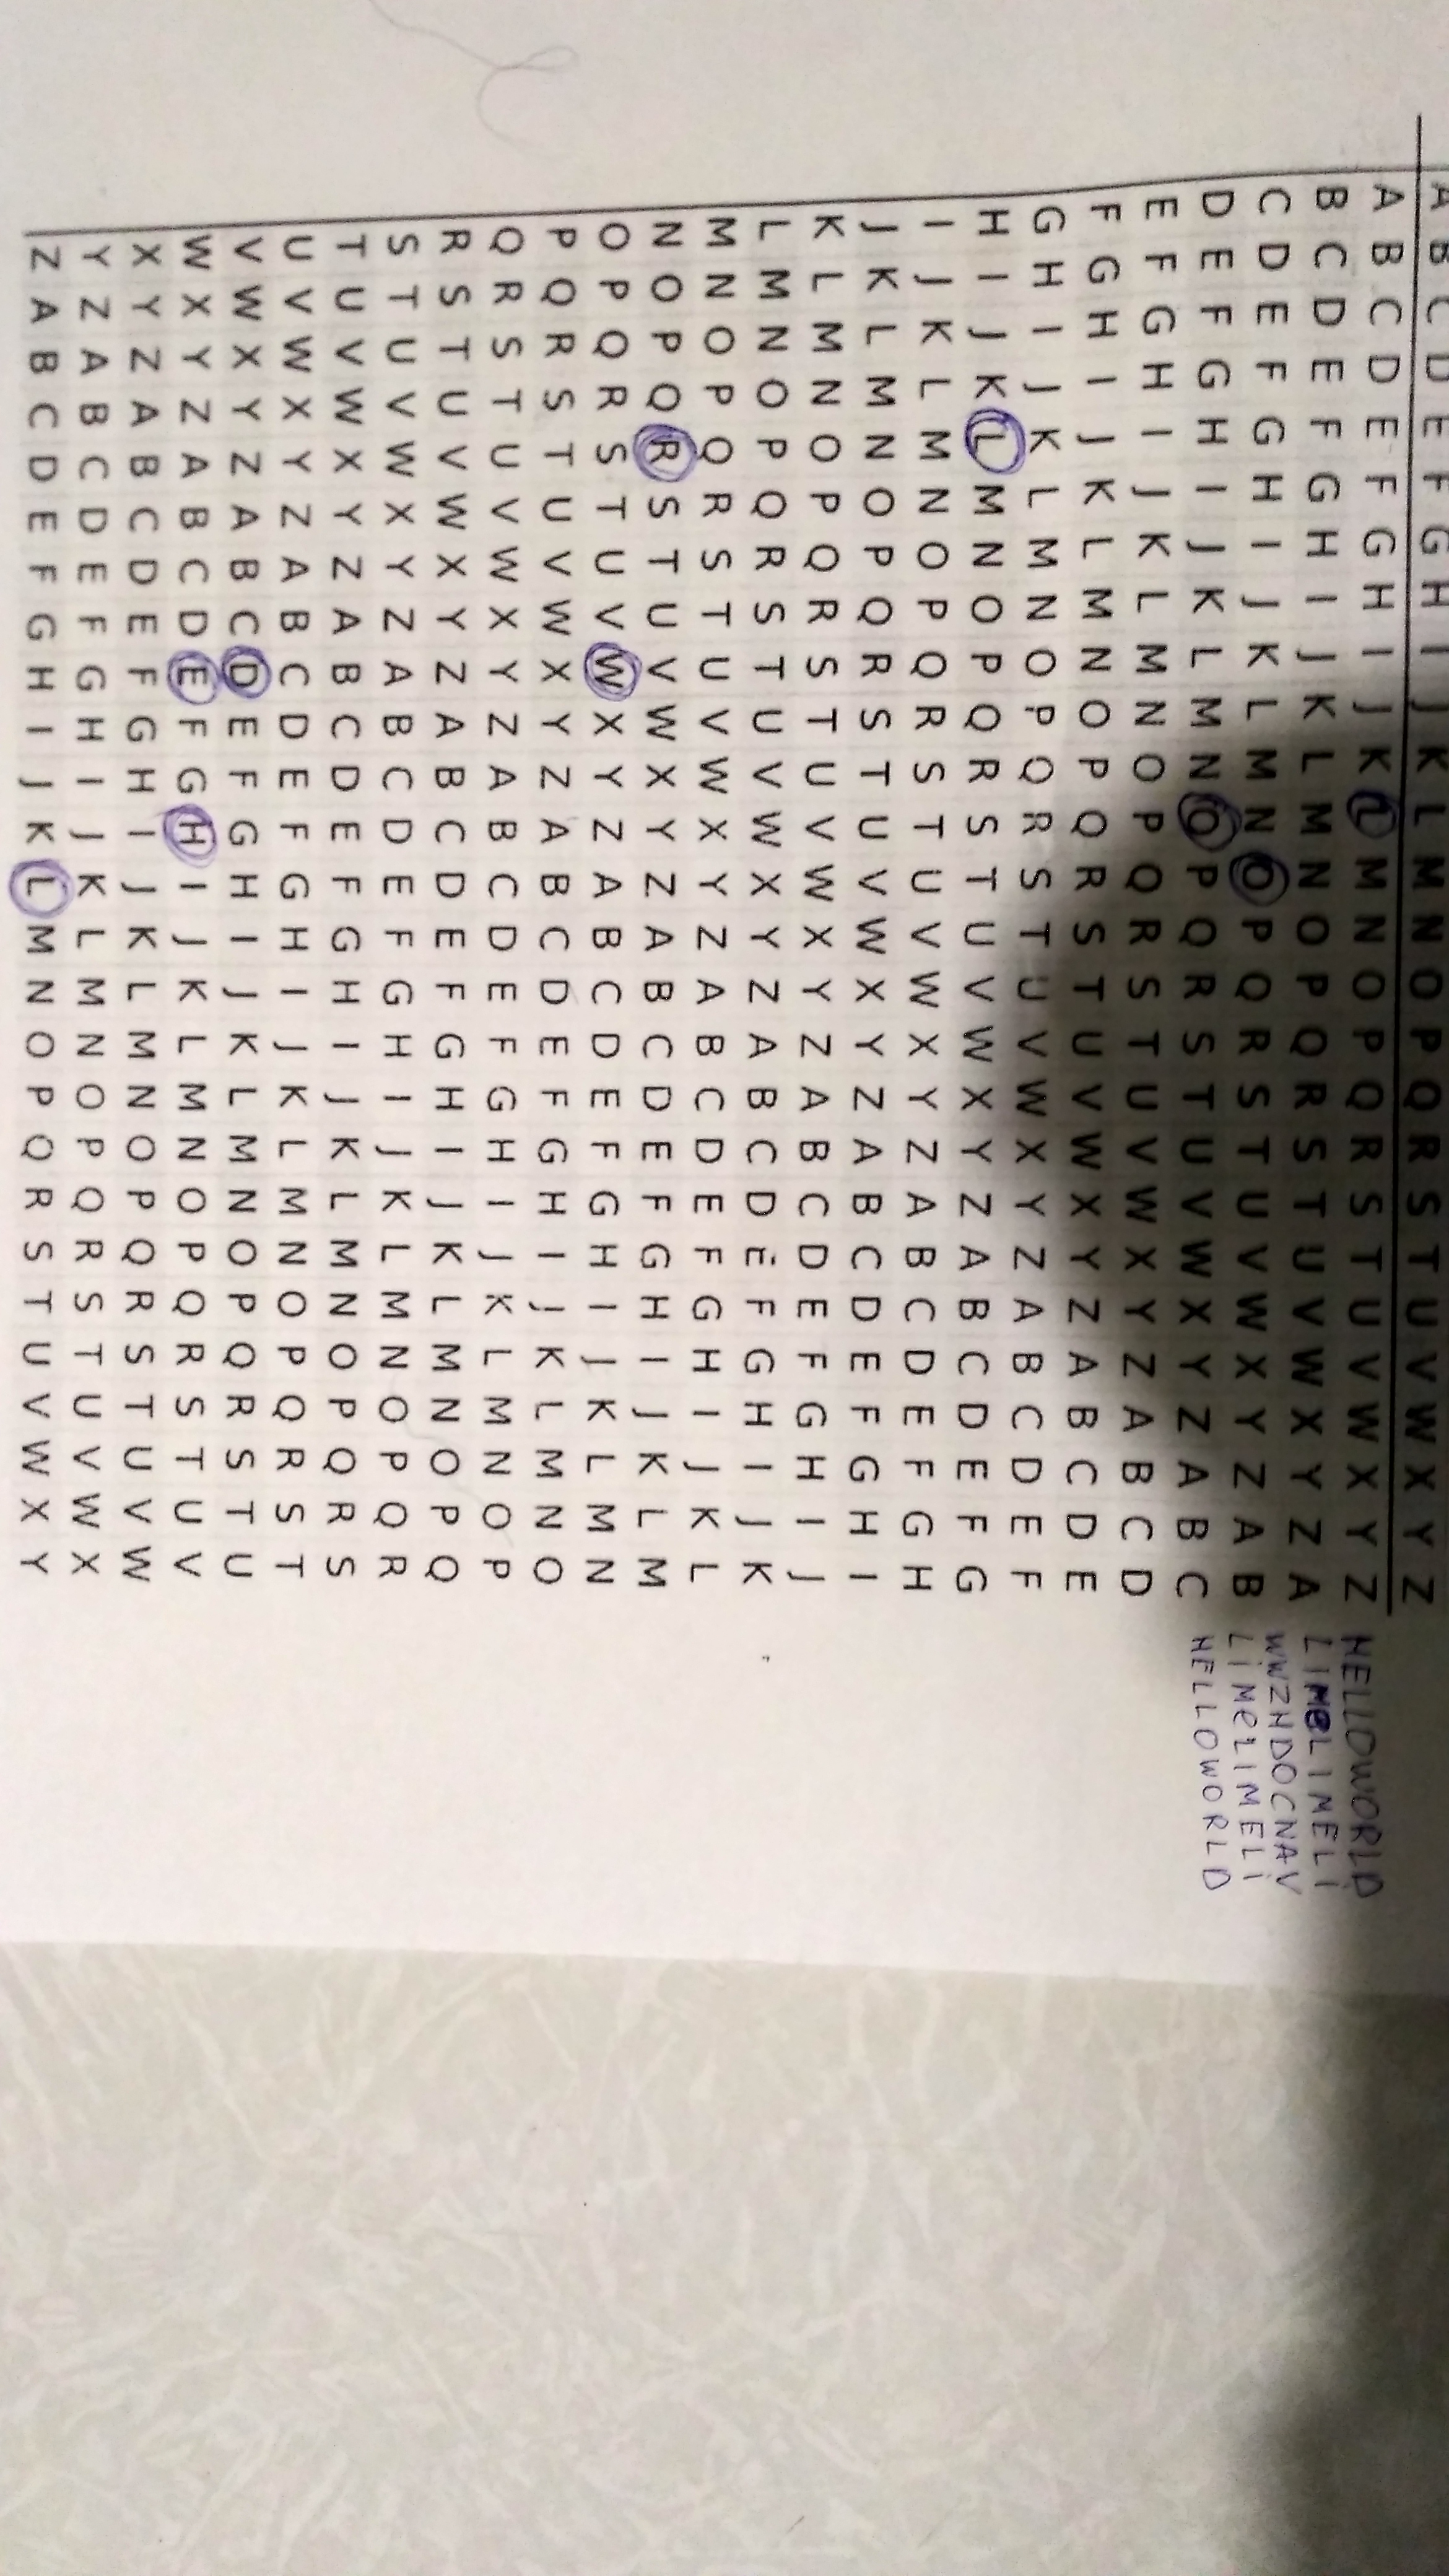 A B C D E F G H I J K L M N O P Q R S T U V W X Y Z
A B C D E F G H I J K L M N O P Q R S T U V W X Y Z HELLOWORLD
B C D E F G H I J K L M N O P Q R S T U V W X Y Z A LiMeLIMELi
C D E F G H I J K L M N O P Q R S T U V W X Y Z A B WWZHDOCNAV
D E F G H I J K L M N O P Q R S T U V W X Y Z A B C LiMeLIMELi
E F G H I J K L M N O P Q R S T U V W X Y Z A B C D HELLOWORLD
F G H I J K L M N O P Q R S T U V W X Y Z A B C D E
G H I J K L M N O P Q R S T U V W X Y Z A B C D E F
H I J K L M N O P Q R S T U V W X Y Z A B C D E F G
I J K L M N O P Q R S T U V W X Y Z A B C D E F G H
J K L M N O P Q R S T U V W X Y Z A B C D E F G H I
K L M N O P Q R S T U V W X Y Z A B C D E F G H I J
L M N O P Q R S T U V W X Y Z A B C D E F G H I J K
M N O P Q R S T U V W X Y Z A B C D E F G H I J K L
N O P Q R S T U V W X Y Z A B C D E F G H I J K L M
O P Q R S T U V W X Y Z A B C D E F G H I J K L M N
P Q R S T U V W X Y Z A B C D E F G H I J K L M N O
Q R S T U V W X Y Z A B C D E F G H I J K L M N O P
R S T U V W X Y Z A B C D E F G H I J K L M N O P Q
S T U V W X Y Z A B C D E F G H I J K L M N O P Q R
T U V W X Y Z A B C D E F G H I J K L M N O P Q R S
U V W X Y Z A B C D E F G H I J K L M N O P Q R S T
V W X Y Z A B C D E F G H I J K L M N O P Q R S T U
W X Y Z A B C D E F G H I J K L M N O P Q R S T U V
X Y Z A B C D E F G H I J K L M N O P Q R S T U V W
Y Z A B C D E F G H I J K L M N O P Q R S T U V W X
Z A B C D E F G H I J K L M N O P Q R S T U V W X Y